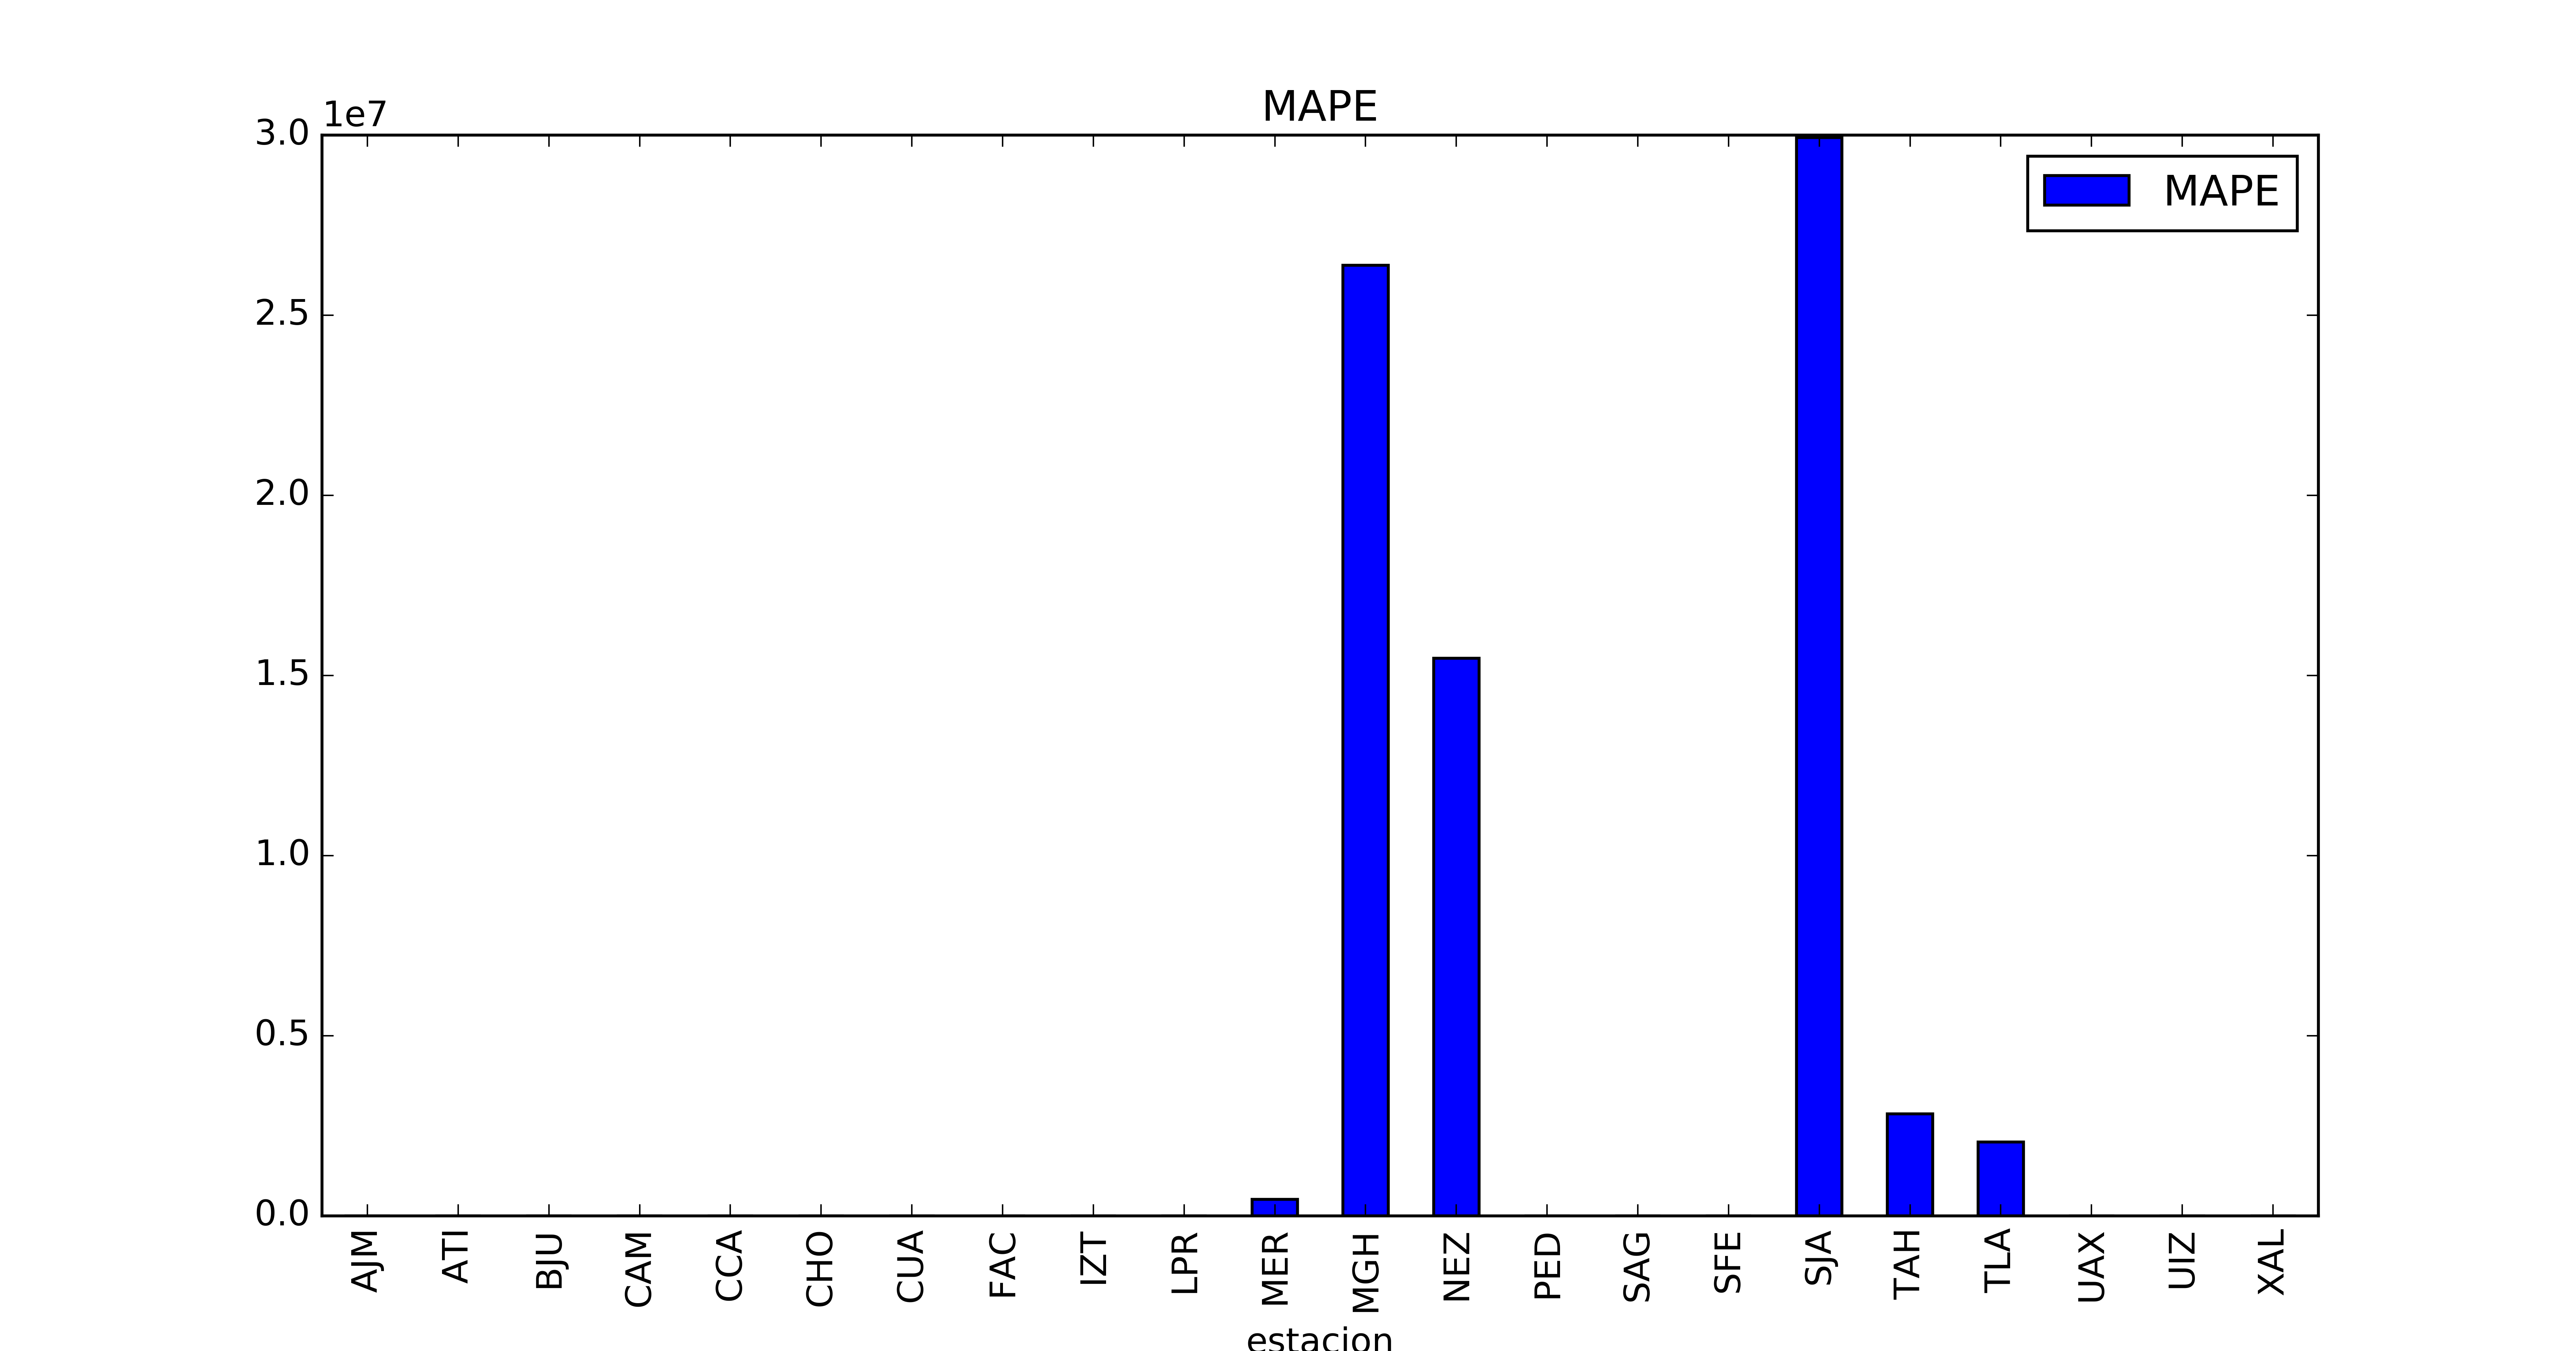 MAPE
1e7
3.0
2.5
2.0
1.5
1.0
0.5
0.0
MAPE
AJM ATI BJU CAM CCA CHO CUA FAC IZT LPR MER MGH NEZ PED SAG SFE SJA TAH TLA UAX UIZ XAL
estacion